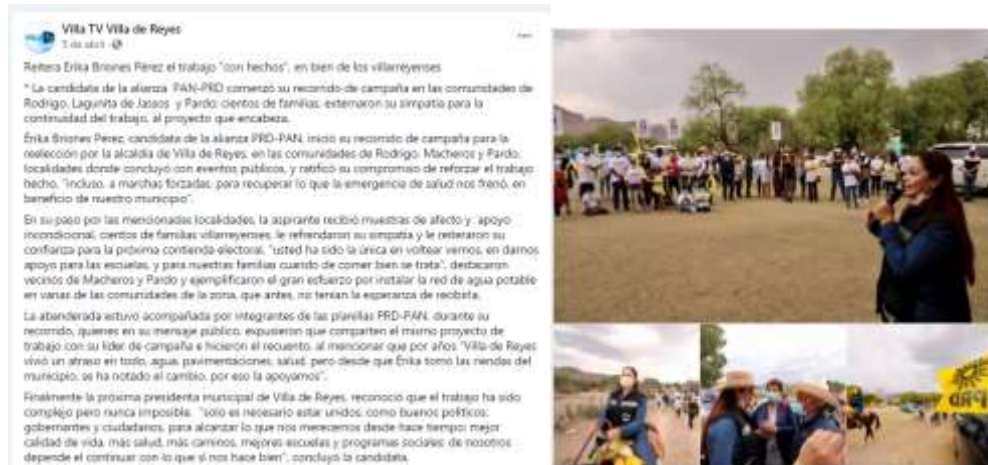 Villa TV Villa de Reyes
5 de abril
Reitera Erika Briones Pérez el trabajo "con hechos", en bien de los villarreyenses
* La candidata de la alianza PAN-PRD comenzó su recorrido de campaña en las comunidades de
Rodrigo, Lagunita de Jassos y Pardo; cientos de familias, externaron su simpatía para la
continuidad del trabajo, al proyecto que encabeza.
Érika Briones Perez, candidata de la alianza PRD-PAN, inició su recorrido de campaña para la
reelección por la alcaldía de Villa de Reyes, en las comunidades de Rodrigo, Macheros y Pardo;
localidades donde concluyó con eventos públicos, y ratificó su compromiso de reforzar el trabajo
hecho, "incluso, a marchas forzadas, para recuperar lo que la emergencia de salud nos frenó, en
beneficio de nuestro municipio".
En su paso por las mencionadas localidades, la aspirante recibió muestras de afecto y apoyo
incondicional, cientos de familias villarreyenses, le refrendaron su simpatía y le reiteraron su
confianza para la próxima contienda electoral, "usted ha sido la única en voltear vernos, en darnos
apoyo para las escuelas, y para nuestras familias cuando de comer bien se trata", destacaron
vecinos de Macheros y Pardo y ejemplificaron el gran esfuerzo por instalar la red de agua potable
en varias de las comunidades de la zona, que antes, no tenían la esperanza de recibirla.
La abanderada estuvo acompañada por integrantes de las planillas PRD-PAN, durante su
recorrido, quienes en su mensaje público, expusieron que comparten el mismo proyecto de
trabajo con su líder de campaña e hicieron el recuento, al mencionar que por años "Villa de Reyes
vivió un atraso en todo, agua, pavimentaciones, salud, pero desde que Érika tomó las riendas del
municipio, se ha notado el cambio, por eso la apoyamos".
Finalmente la próxima presidenta municipal de Villa de Reyes, reconoció que el trabajo ha sido
complejo pero nunca imposible. "solo es necesario estar unidos como buenos políticos,
gobernantes y ciudadanos, para alcanzar lo que nos merecemos desde hace tiempo: mejor
calidad de vida, más salud, más caminos, mejores escuelas y programas sociales; de nosotros
depende el continuar con lo que sí nos hace bien", concluyó la candidata.
PRD